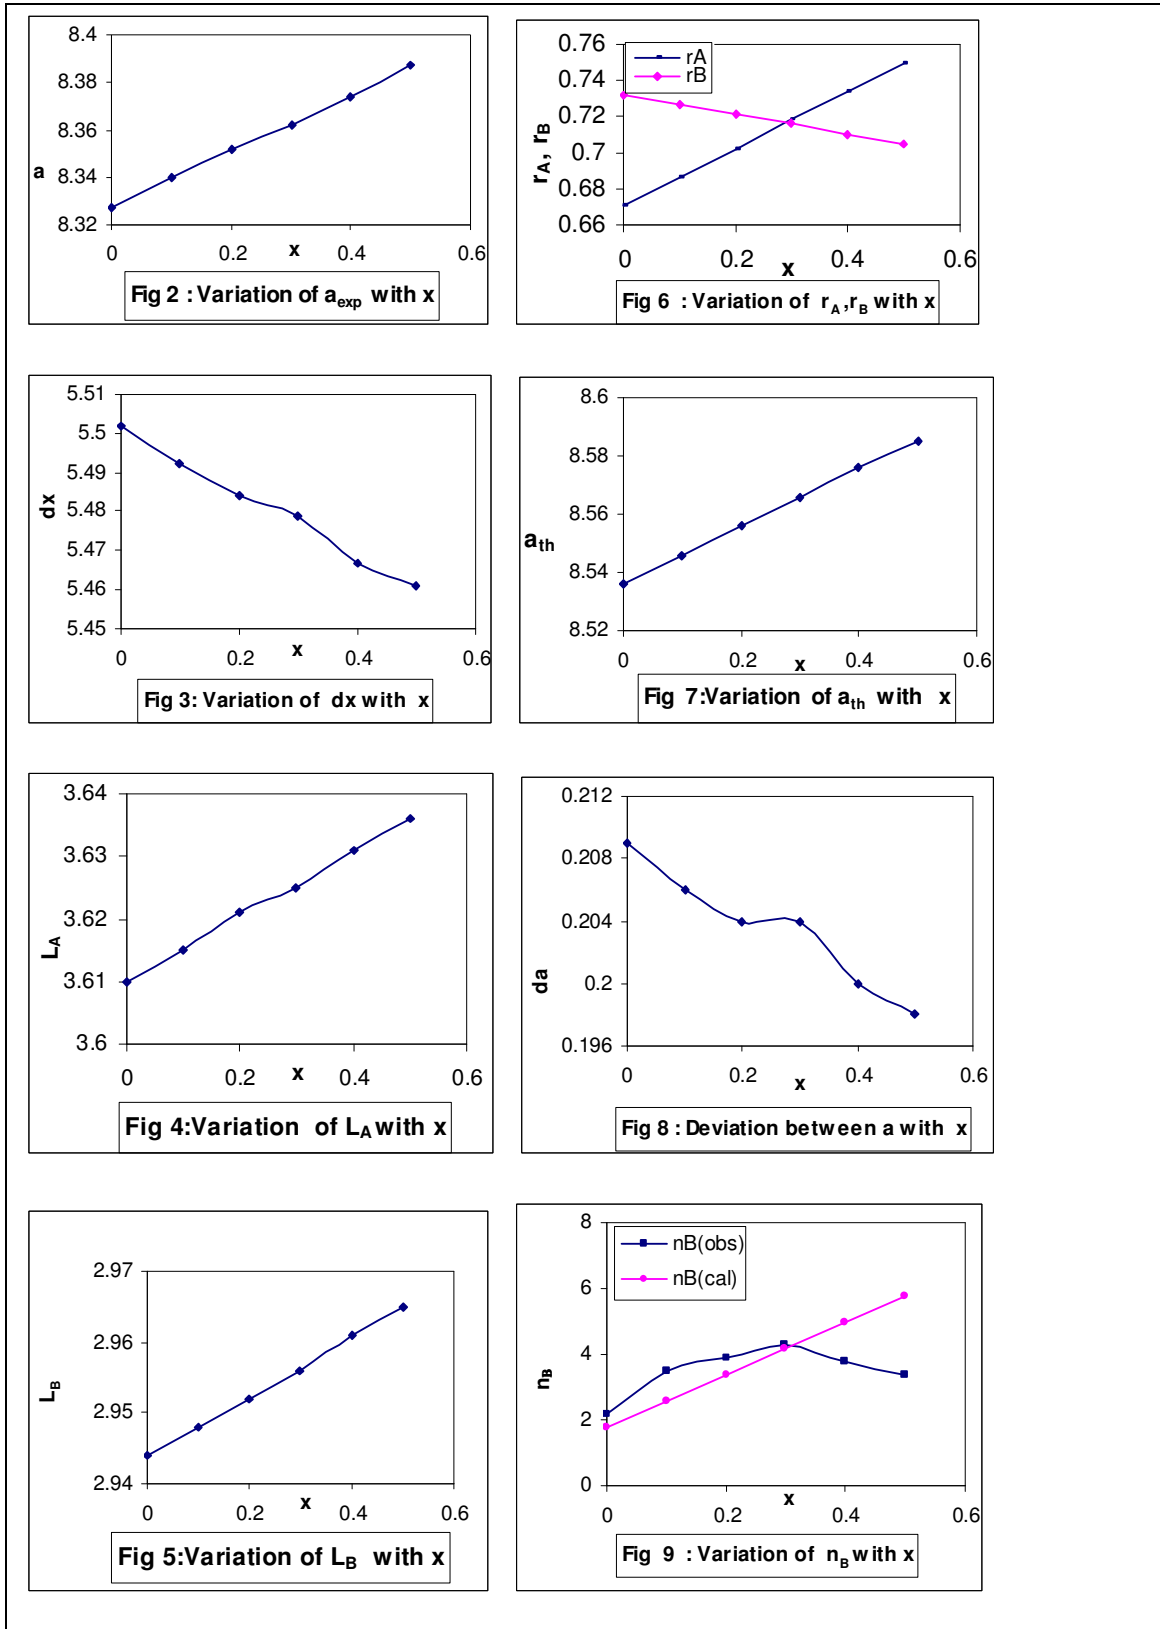 8.4
8.38
8.36
8.34
8.32
a
0 0.2 0.4 0.6
x
Fig 2 : Variation of aexp with x
0.76
0.74
0.72
0.7
0.68
0.66
rA
rB
rA, rB
0 0.2 0.4 0.6
x
Fig 6 : Variation of rA,rB with x
5.51
5.5
5.49
5.48
5.47
5.46
5.45
dx
0 0.2 0.4 0.6
x
Fig 3: Variation of dx with x
8.6
8.58
8.56
8.54
8.52
ath
0 0.2 0.4 0.6
x
Fig 7:Variation of ath with x
3.64
3.63
3.62
3.61
3.6
LA
0 0.2 0.4 0.6
x
Fig 4:Variation of LA with x
0.212
0.208
0.204
0.2
0.196
da
0 0.2 0.4 0.6
x
Fig 8 : Deviation between a with x
2.97
2.96
2.95
2.94
LB
0 0.2 0.4 0.6
x
Fig 5:Variation of LB with x
8
6
4
2
0
nB(obs)
nB(cal)
nB
0 0.2 0.4 0.6
x
Fig 9 : Variation of nB with x